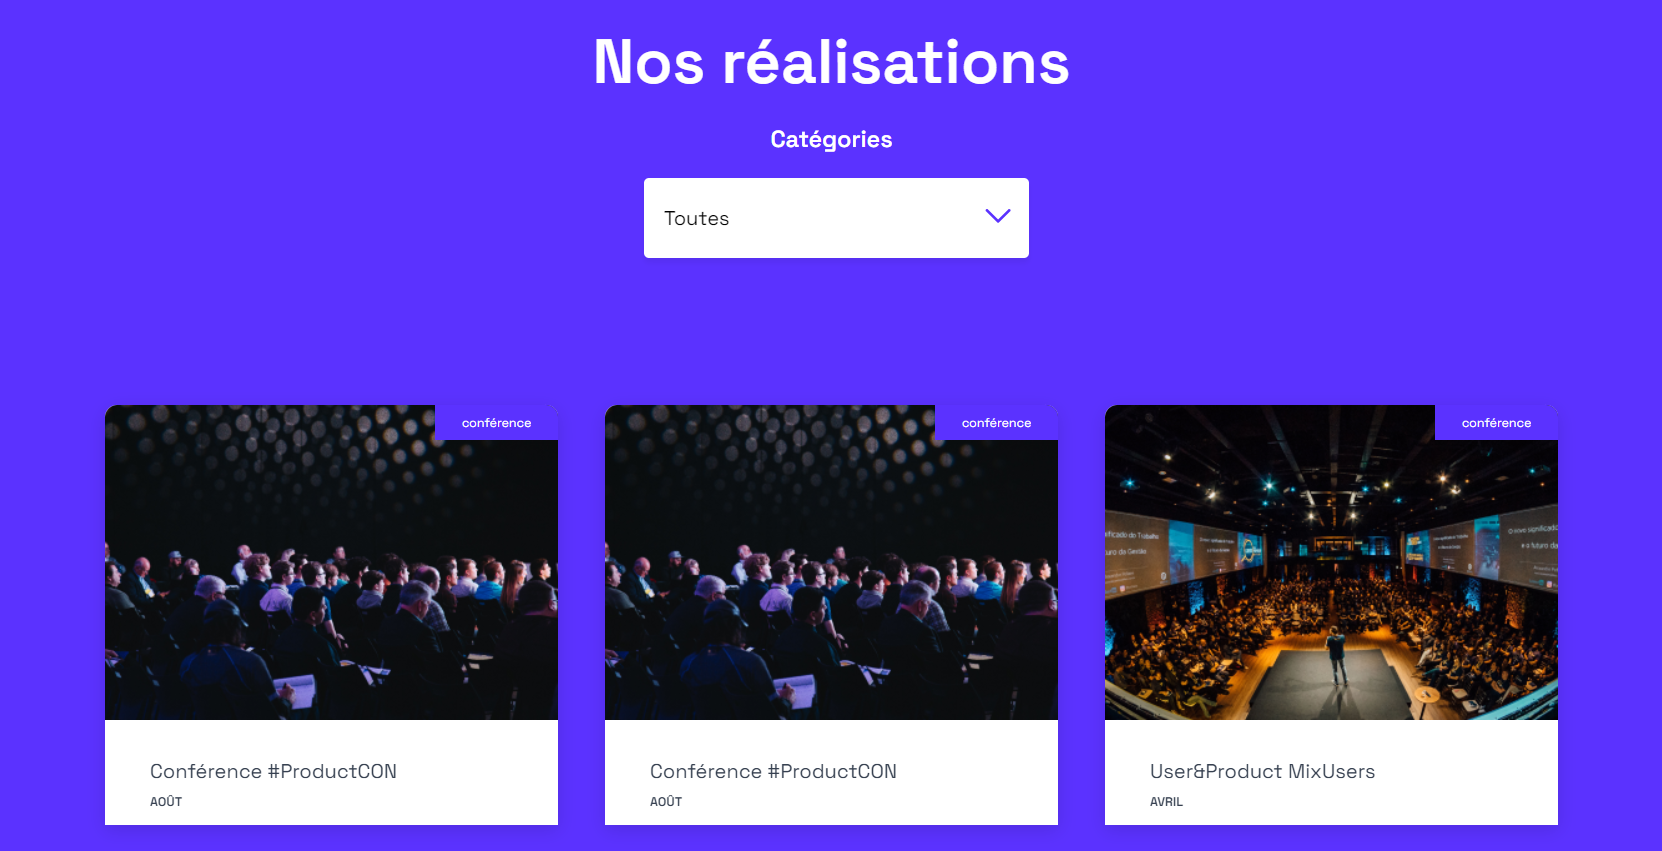 Nos réalisations
Catégories
Toutes
conférence
conférence
conférence
Conférence #ProductCON
AOÛT
Conférence #ProductCON
AOÛT
User&Product MixUsers
AVRIL